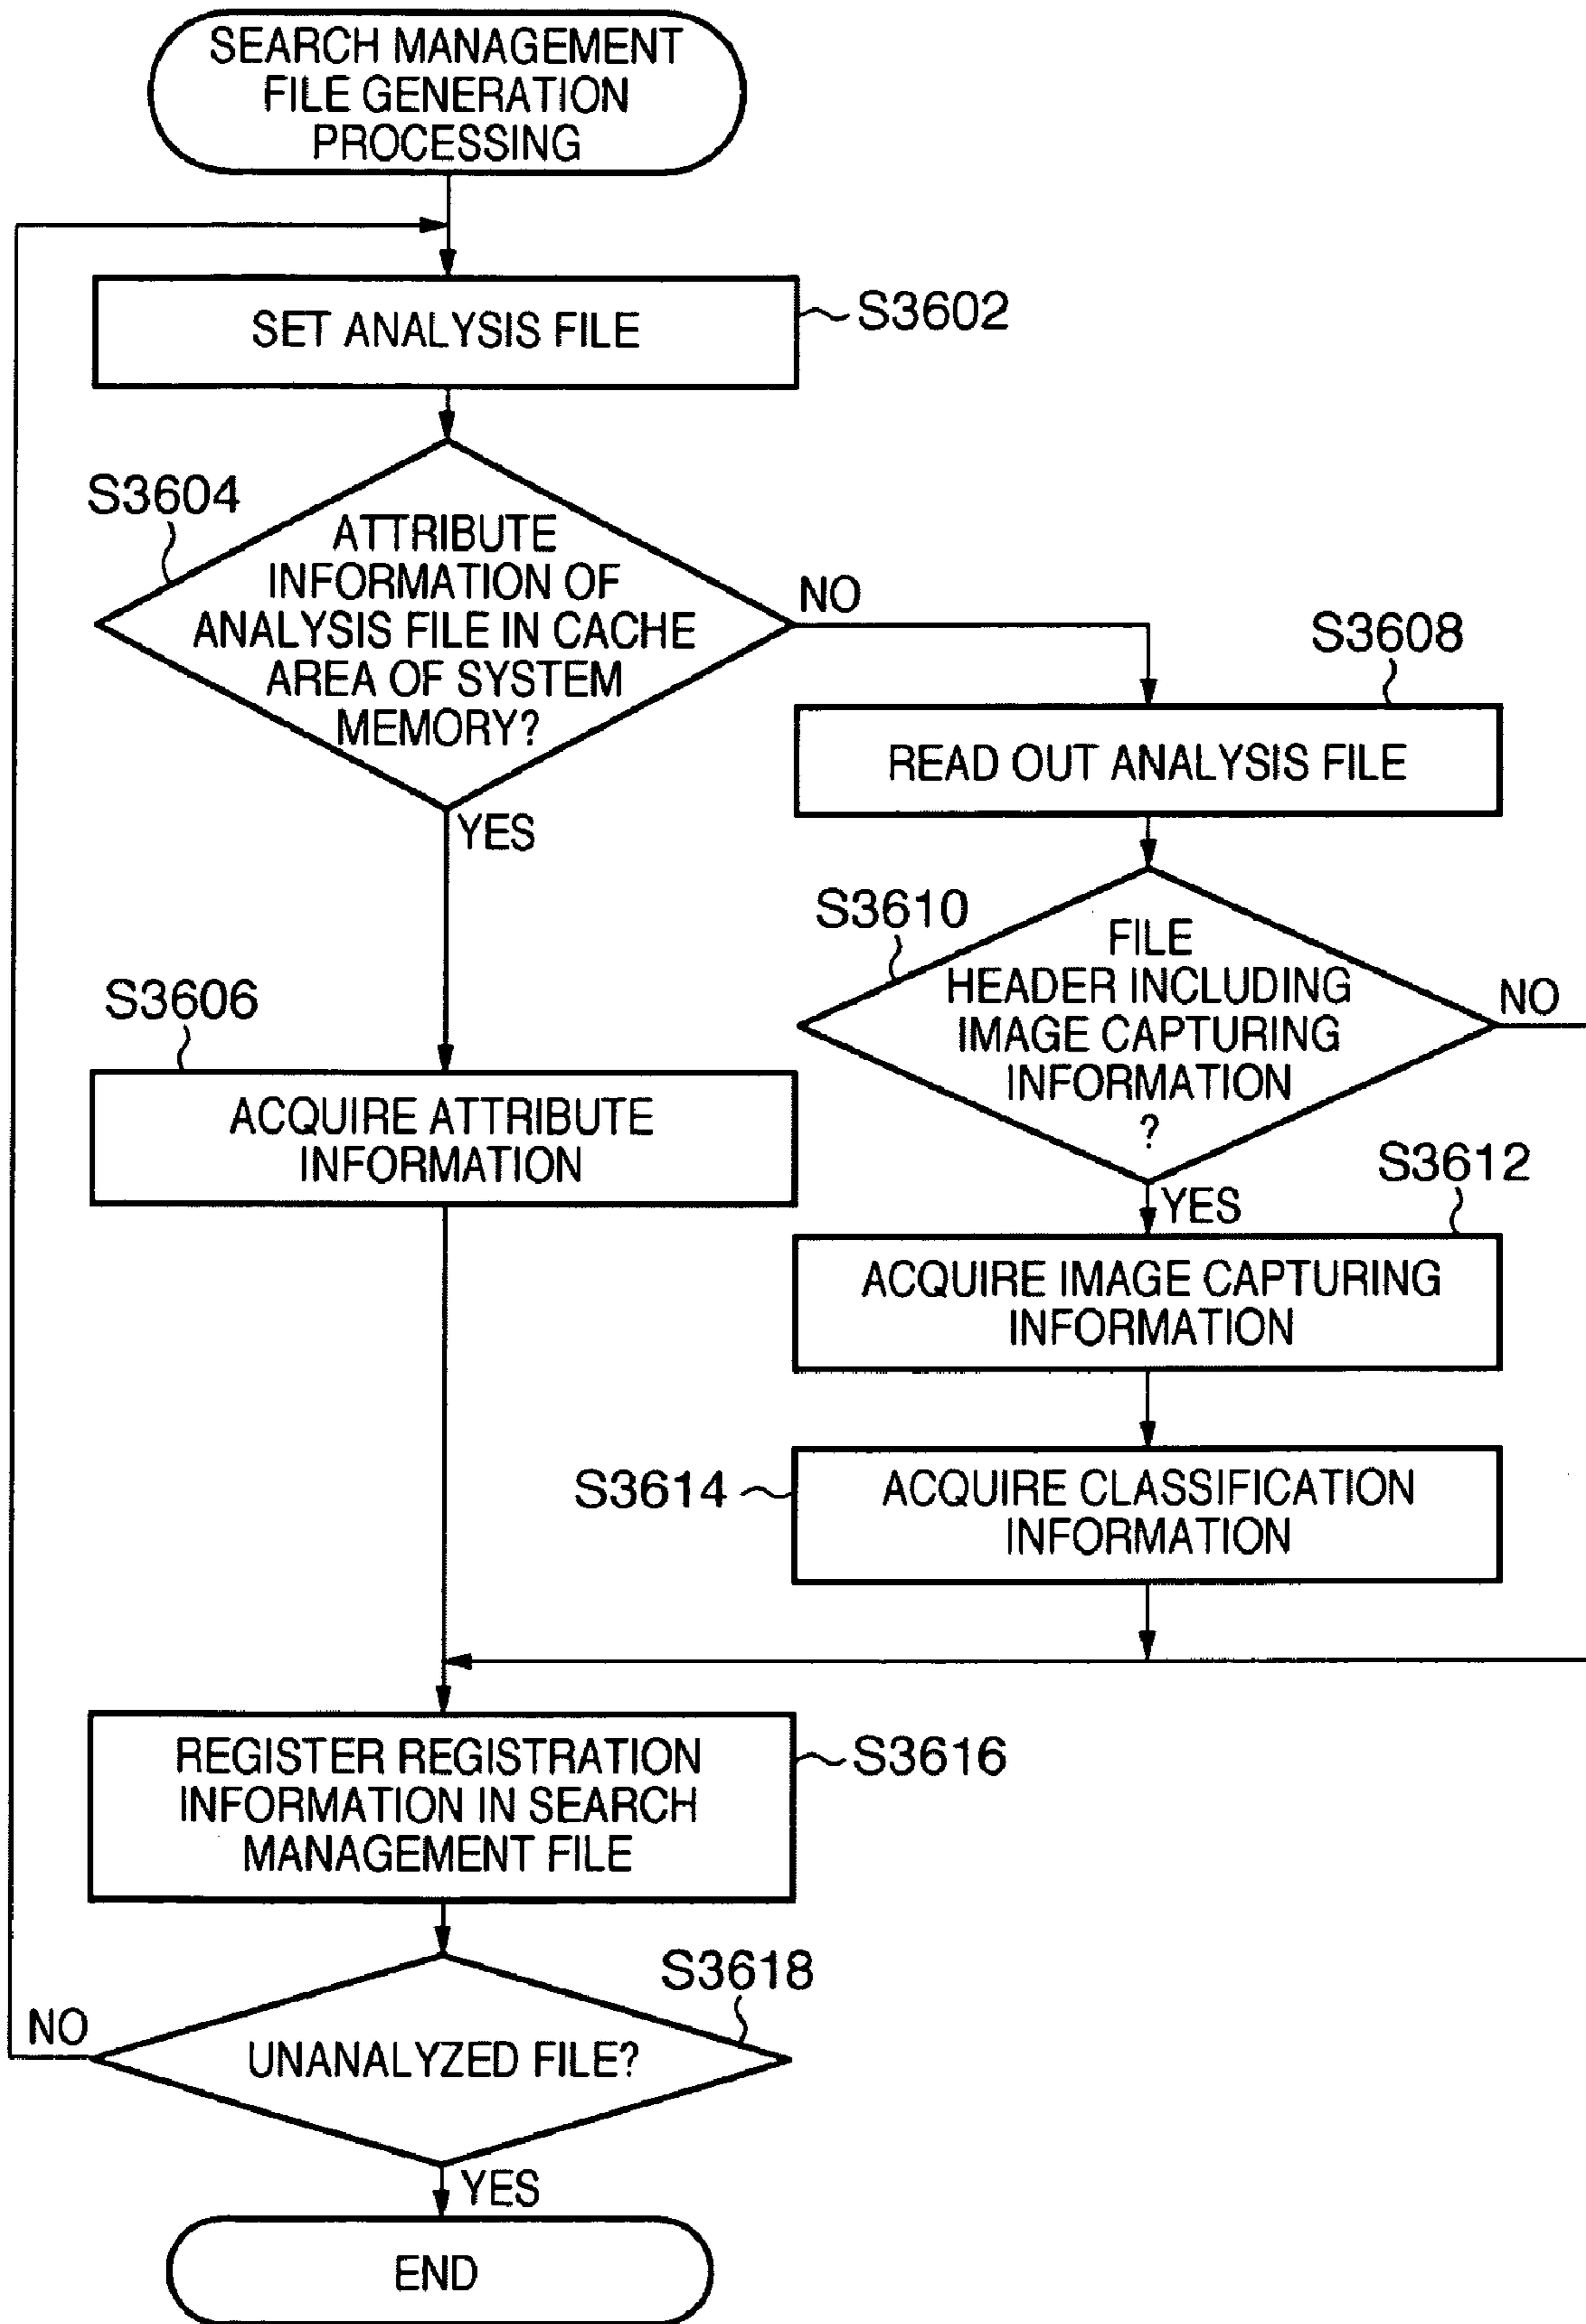 SEARCH MANAGEMENT
FILE GENERATION
PROCESSING
SET ANALYSIS FILE
S3602
S3604
ATTRIBUTE
INFORMATION OF
ANALYSIS FILE IN CACHE
AREA OF SYSTEM
MEMORY?
NO
YES
S3606
ACQUIRE ATTRIBUTE
INFORMATION
S3608
READ OUT ANALYSIS FILE
S3610
FILE
HEADER INCLUDING
IMAGE CAPTURING
INFORMATION
?
NO
YES
S3612
ACQUIRE IMAGE CAPTURING
INFORMATION
S3614
ACQUIRE CLASSIFICATION
INFORMATION
REGISTER REGISTRATION
INFORMATION IN SEARCH
MANAGEMENT FILE
S3616
S3618
UNANALYZED FILE?
NO
YES
END